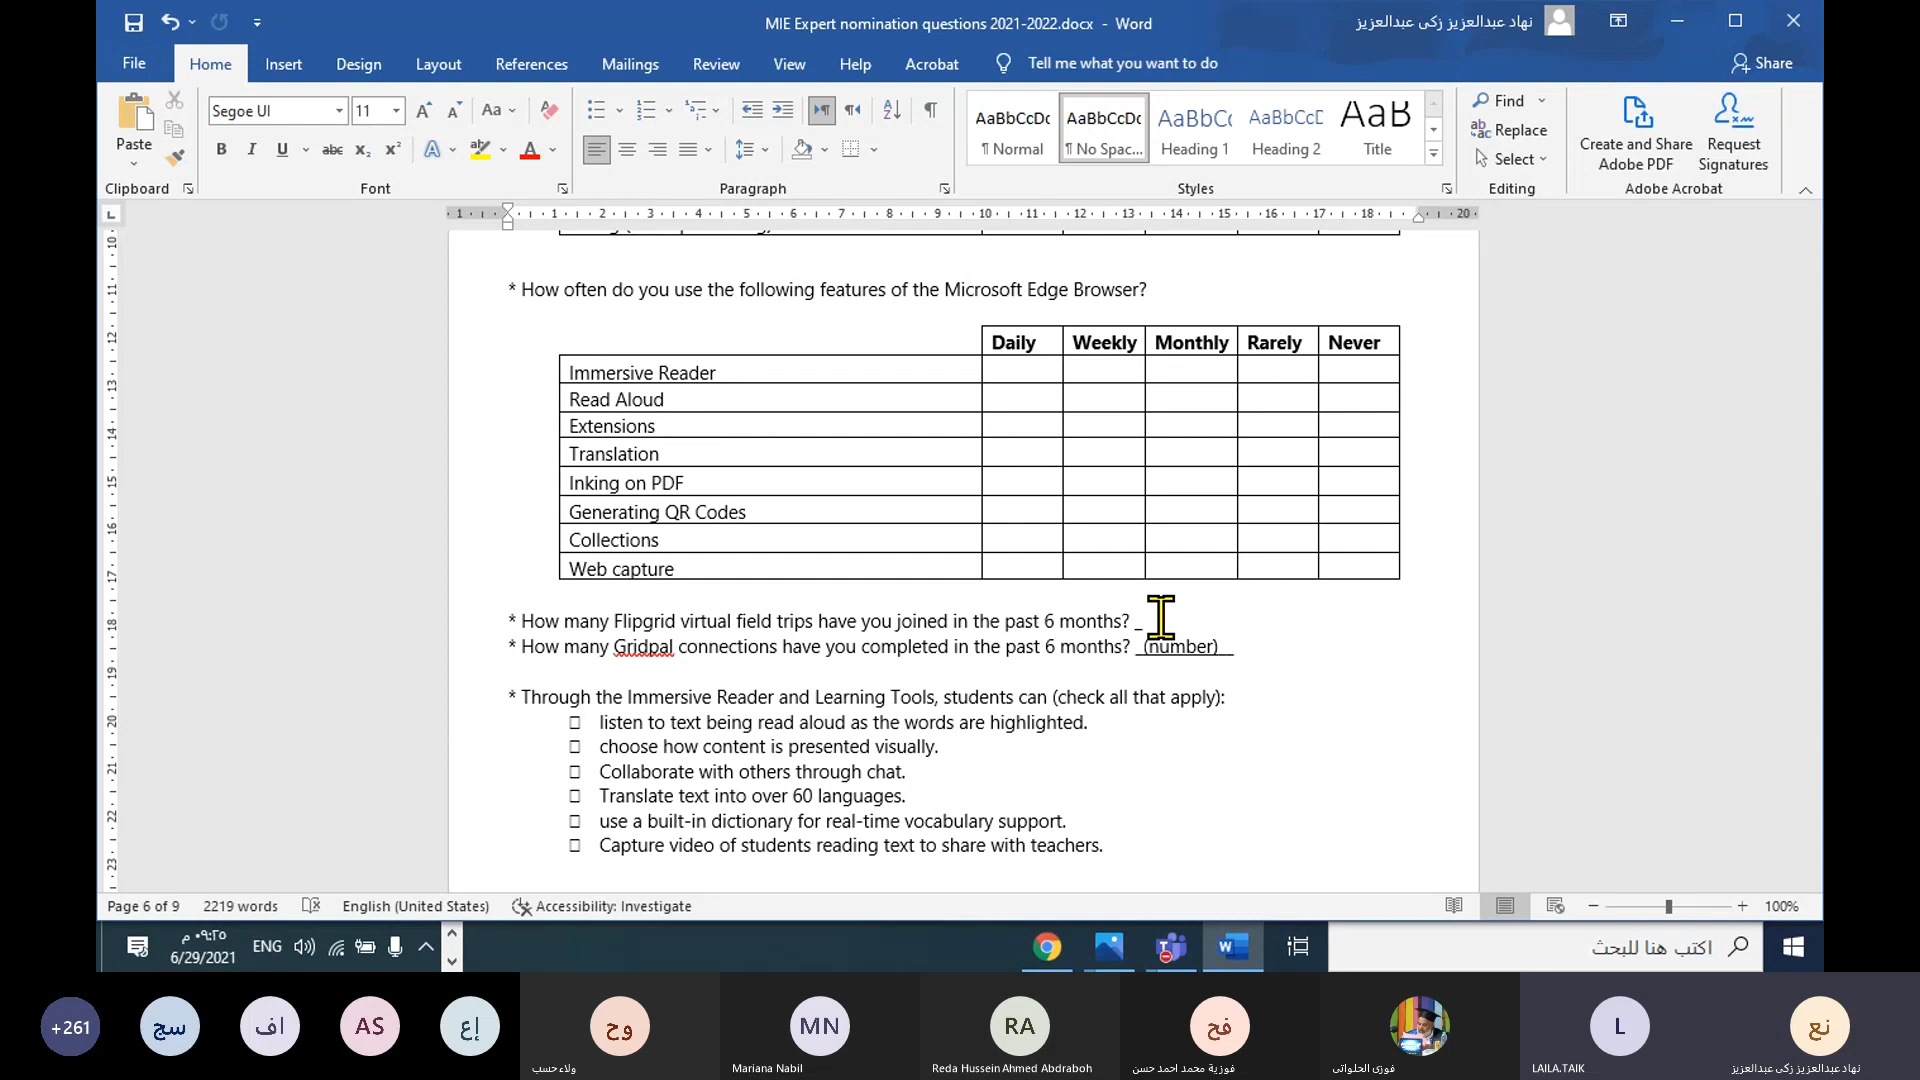 MIE Expert nomination questions 2021-2022.docx - Word
نهاد عبدالعزيز زكى عبدالعزيز
File Home Insert Design Layout References Mailings Review View Help Acrobat Tell me what you want to do Share
Segoe UI 11 Aa
Paste
Clipboard
Font
Paragraph
AaBbCcDc
¶ Normal
AaBbCcDc
¶ No Spac...
AaBbC(
Heading 1
AaBbCcD
Heading 2
AaB
Title
Styles
Find
Replace
Select
Editing
Create and Share Adobe PDF
Request Signatures
Adobe Acrobat
* How often do you use the following features of the Microsoft Edge Browser?
Daily Weekly Monthly Rarely Never
Immersive Reader
Read Aloud
Extensions
Translation
Inking on PDF
Generating QR Codes
Collections
Web capture
* How many Flipgrid virtual field trips have you joined in the past 6 months? _
* How many Gridpal connections have you completed in the past 6 months? _(number)__
* Through the Immersive Reader and Learning Tools, students can (check all that apply):
☐ listen to text being read aloud as the words are highlighted.
☐ choose how content is presented visually.
☐ Collaborate with others through chat.
☐ Translate text into over 60 languages.
☐ use a built-in dictionary for real-time vocabulary support.
☐ Capture video of students reading text to share with teachers.
Page 6 of 9 2219 words English (United States) Accessibility: Investigate 100%
٠٩:٢٥ م
6/29/2021
ENG
اكتب هنا للبحث
+261
سج
اف
AS
إع
وح
ولاء حسب
MN
Mariana Nabil
RA
Reda Hussein Ahmed Abdraboh
فح
فوزية محمد احمد حسن
فوزى الحلوانى
L
LAILA.TAIK
نع
نهاد عبدالعزيز زكى عبدالعزيز